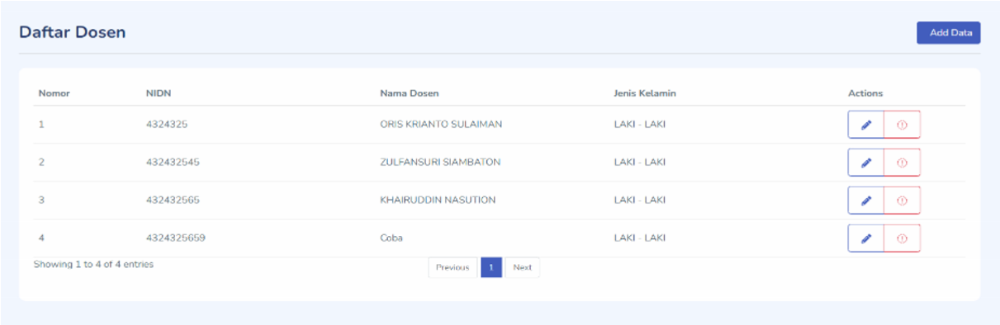 Daftar Dosen
Add Data
Nomor NIDN Nama Dosen Jenis Kelamin Actions
1 4324325 ORIS KRIANTO SULAIMAN LAKI - LAKI
2 432432545 ZULFANSURI SIAMBATON LAKI - LAKI
3 432432565 KHAIRUDDIN NASUTION LAKI - LAKI
4 4324325659 Coba LAKI - LAKI
Showing 1 to 4 of 4 entries
Previous 1 Next